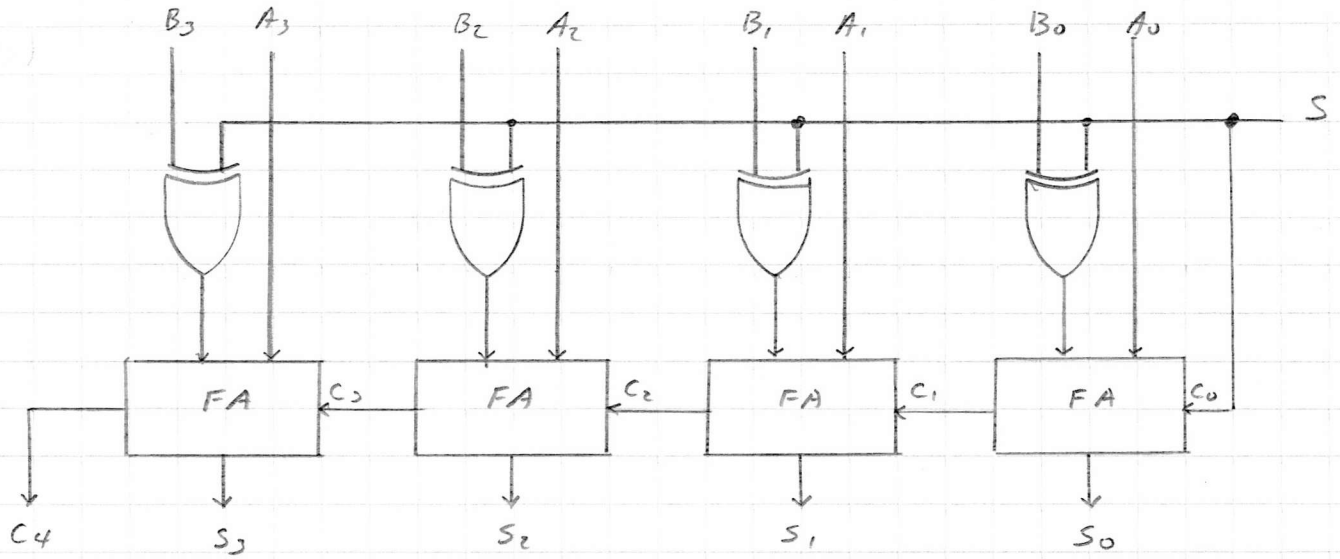 B3 A3 B2 A2 B1 A1 B0 A0
S
FA C3 FA C2 FA C1 FA C0
C4 S3 S2 S1 S0